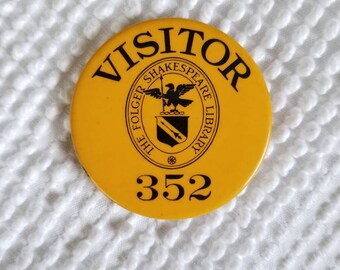 VISITOR
THE FOLGER SHAKESPEARE LIBRARY
352